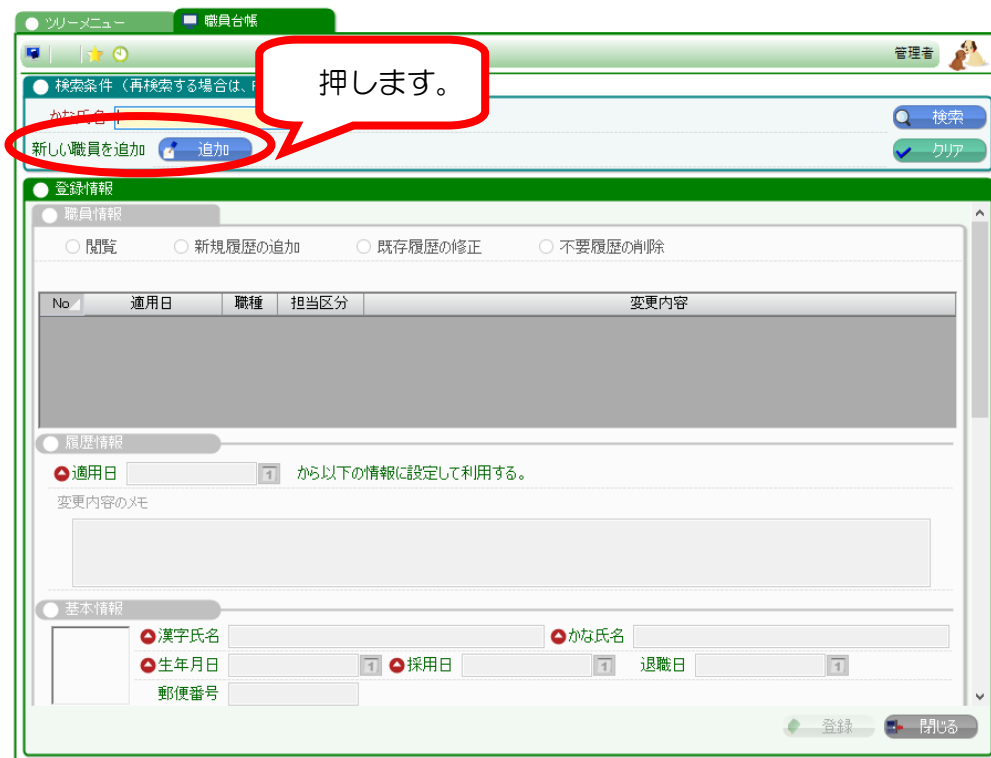 ツリーメニュー 職員台帳
管理者
押します。
検索条件（再検索する場合は、F
かな氏名 検索
新しい職員を追加 追加 クリア
登録情報
職員情報
閲覧 新規履歴の追加 既存履歴の修正 不要履歴の削除
No 適用日 職種 担当区分 変更内容
履歴情報
適用日 1 から以下の情報に設定して利用する。
変更内容のメモ
基本情報
漢字氏名 かな氏名
生年月日 1 採用日 1 退職日 1
郵便番号
登録 閉じる